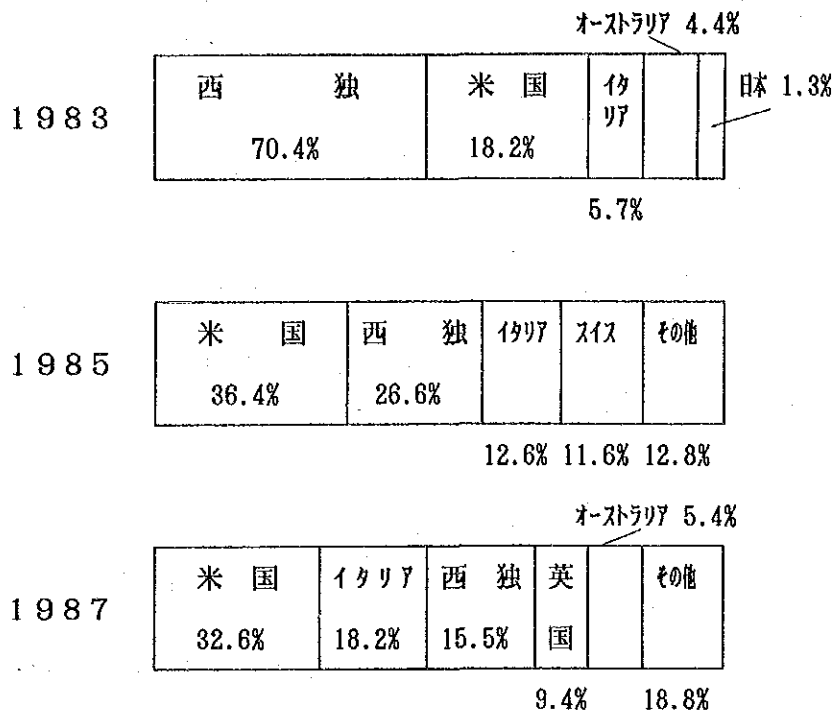 オーストラリア 4.4%
1983
西独
米国
イタ
リア
日本 1.3%
70.4%
18.2%
5.7%
1985
米国
西独
イタリア
スイス
その他
36.4%
26.6%
12.6% 11.6% 12.8%
オーストラリア 5.4%
1987
米国
イタリア
西独
英
国
その他
32.6%
18.2%
15.5%
9.4%
18.8%